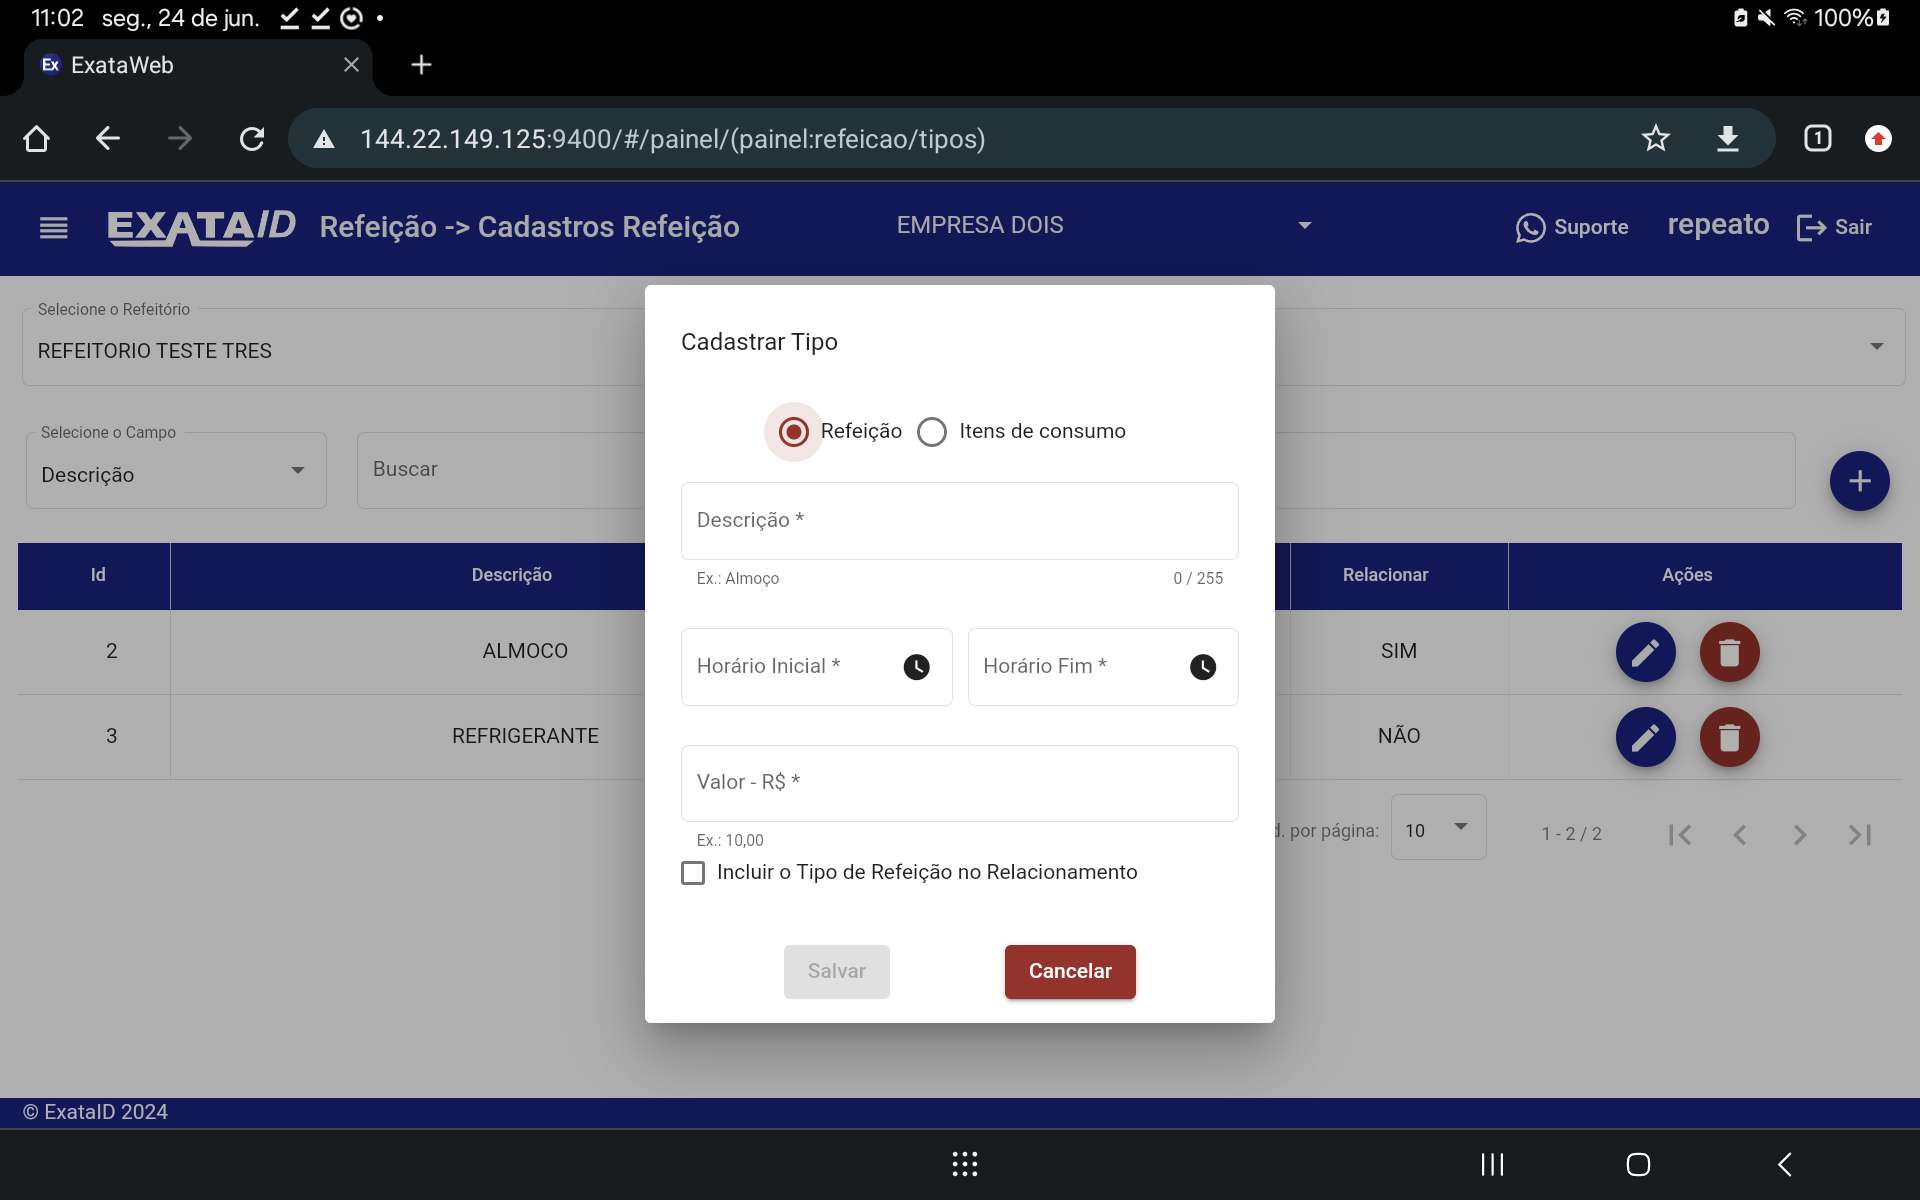 11:02 seg., 24 de jun. 100%
Ex ExataWeb
144.22.149.125:9400/#/painel/(painel:refeicao/tipos) 1
EXATAID Refeição -> Cadastros Refeição EMPRESA DOIS Suporte repeato Sair
Selecione o Refeitório
REFEITORIO TESTE TRES
Selecione o Campo
Descrição
Buscar
Id Descrição Relacionar Ações
2 ALMOCO SIM
3 REFRIGERANTE NÃO
d. por página: 10 1 - 2 / 2
Cadastrar Tipo
Refeição Itens de consumo
Descrição *
Ex.: Almoço 0 / 255
Horário Inicial * Horário Fim *
Valor - R$ *
Ex.: 10,00
Incluir o Tipo de Refeição no Relacionamento
Salvar Cancelar
© ExataID 2024